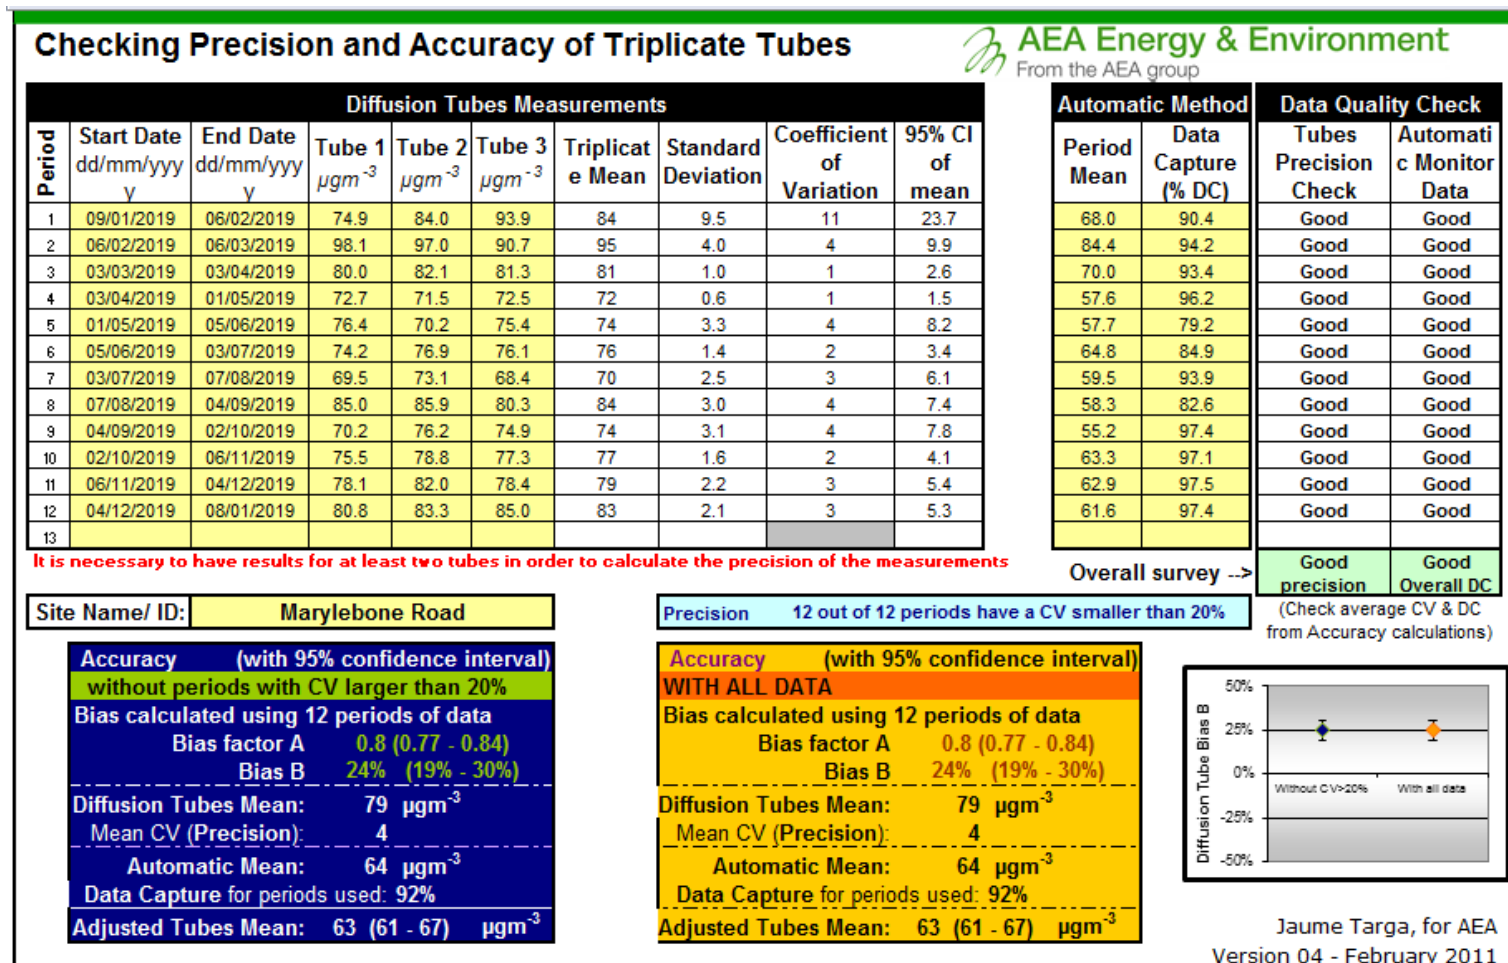 Checking Precision and Accuracy of Triplicate Tubes
AEA Energy & Environment
From the AEA group
Diffusion Tubes Measurements
Automatic Method
Data Quality Check
Period
Start Date dd/mm/yyyy
End Date dd/mm/yyyy
Tube 1 µgm-3
Tube 2 µgm-3
Tube 3 µgm-3
Triplicate Mean
Standard Deviation
Coefficient of Variation
95% CI of mean
Period Mean
Data Capture (% DC)
Tubes Precision Check
Automatic Monitor Data
1 09/01/2019 06/02/2019 74.9 84.0 93.9 84 9.5 11 23.7 68.0 90.4 Good Good
2 06/02/2019 06/03/2019 98.1 97.0 90.7 95 4.0 4 9.9 84.4 94.2 Good Good
3 03/03/2019 03/04/2019 80.0 82.1 81.3 81 1.0 1 2.6 70.0 93.4 Good Good
4 03/04/2019 01/05/2019 72.7 71.5 72.5 72 0.6 1 1.5 57.6 96.2 Good Good
5 01/05/2019 05/06/2019 76.4 70.2 75.4 74 3.3 4 8.2 57.7 79.2 Good Good
6 05/06/2019 03/07/2019 74.2 76.9 76.1 76 1.4 2 3.4 64.8 84.9 Good Good
7 03/07/2019 07/08/2019 69.5 73.1 68.4 70 2.5 3 6.1 59.5 93.9 Good Good
8 07/08/2019 04/09/2019 85.0 85.9 80.3 84 3.0 4 7.4 58.3 82.6 Good Good
9 04/09/2019 02/10/2019 70.2 76.2 74.9 74 3.1 4 7.8 55.2 97.4 Good Good
10 02/10/2019 06/11/2019 75.5 78.8 77.3 77 1.6 2 4.1 63.3 97.1 Good Good
11 06/11/2019 04/12/2019 78.1 82.0 78.4 79 2.2 3 5.4 62.9 97.5 Good Good
12 04/12/2019 08/01/2019 80.8 83.3 85.0 83 2.1 3 5.3 61.6 97.4 Good Good
13
It is necessary to have results for at least two tubes in order to calculate the precision of the measurements
Overall survey --> Good precision Good Overall DC
(Check average CV & DC
from Accuracy calculations)
Site Name/ ID: Marylebone Road
Precision 12 out of 12 periods have a CV smaller than 20%
Accuracy (with 95% confidence interval)
without periods with CV larger than 20%
Bias calculated using 12 periods of data
Bias factor A 0.8 (0.77 - 0.84)
Bias B 24% (19% - 30%)
Diffusion Tubes Mean: 79 µgm-3
Mean CV (Precision): 4
Automatic Mean: 64 µgm-3
Data Capture for periods used: 92%
Adjusted Tubes Mean: 63 (61 - 67) µgm-3
Accuracy (with 95% confidence interval)
WITH ALL DATA
Bias calculated using 12 periods of data
Bias factor A 0.8 (0.77 - 0.84)
Bias B 24% (19% - 30%)
Diffusion Tubes Mean: 79 µgm-3
Mean CV (Precision): 4
Automatic Mean: 64 µgm-3
Data Capture for periods used: 92%
Adjusted Tubes Mean: 63 (61 - 67) µgm-3
Diffusion Tube Bias B
50%
25%
0%
-25%
-50%
Without CV>20%
With all data
Jaume Targa, for AEA
Version 04 - February 2011